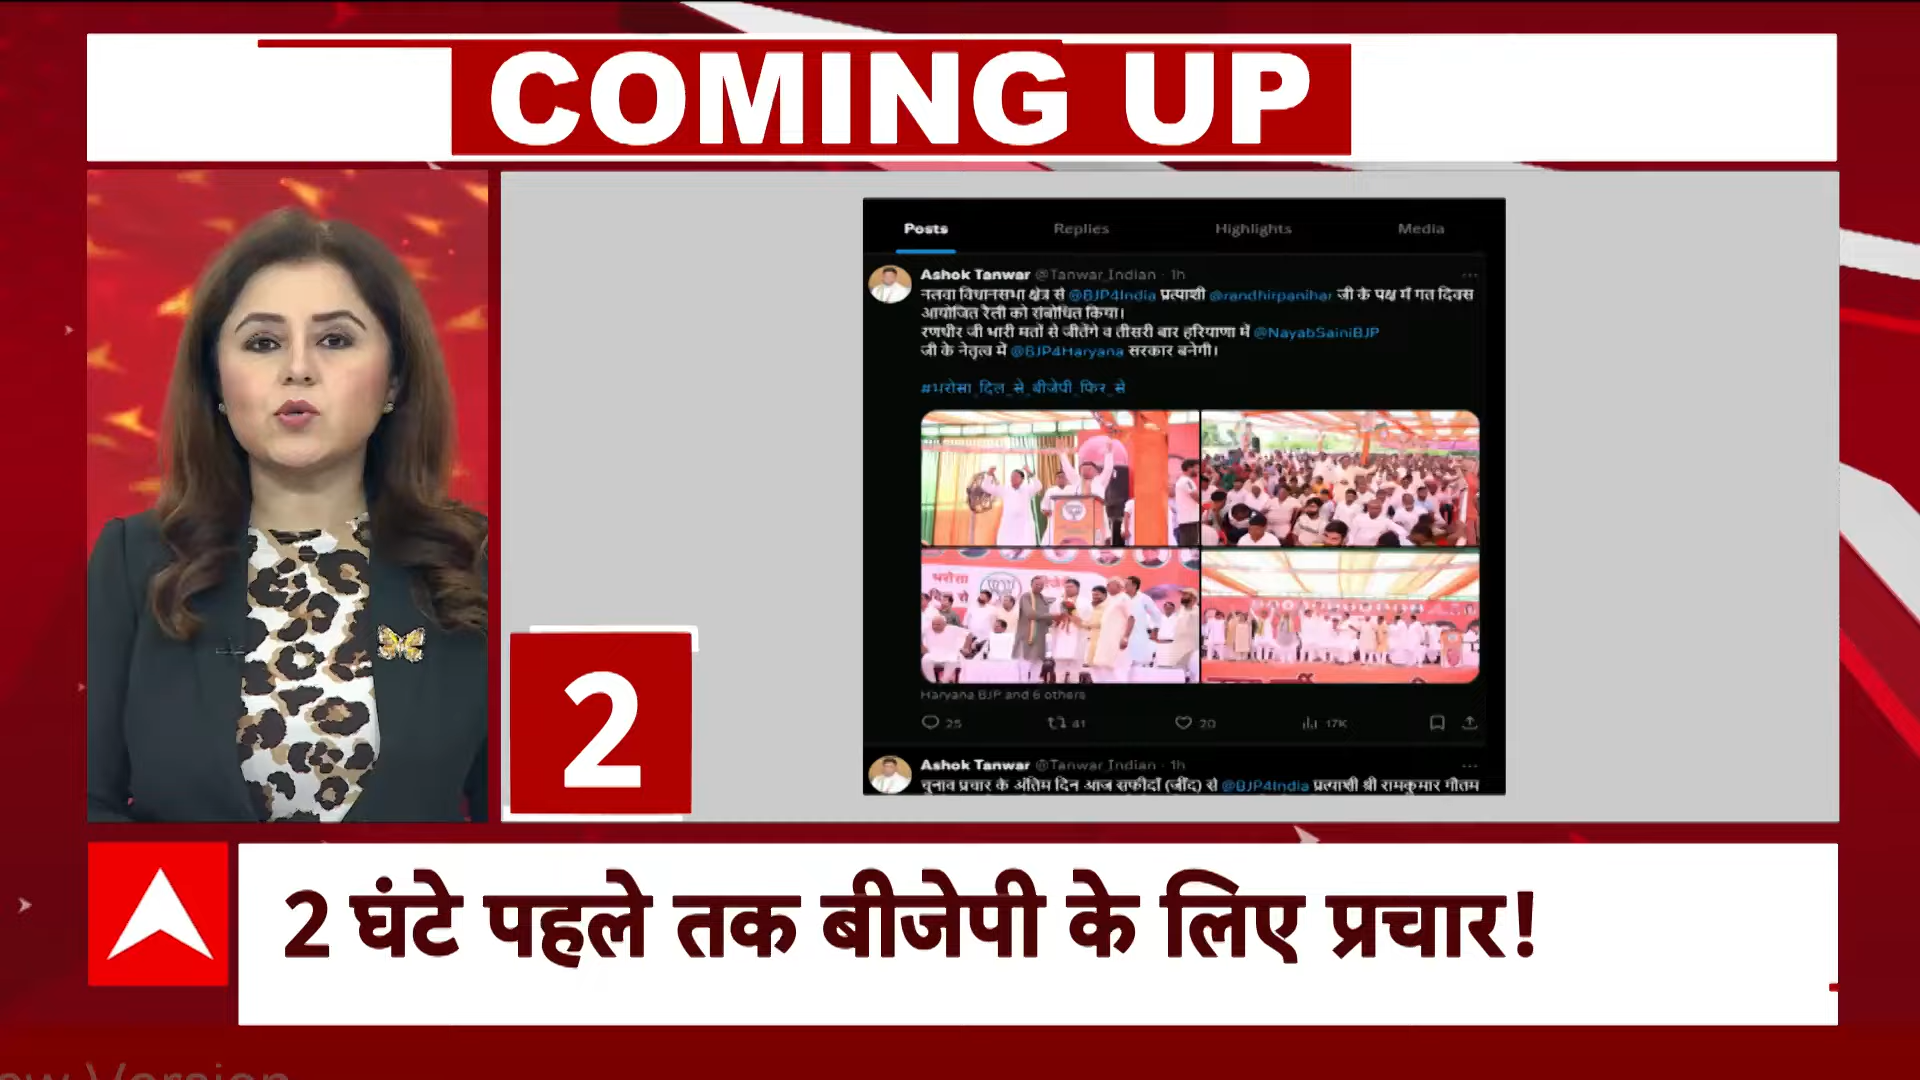 COMING UP
Posts Replies Highlights Media
Ashok Tanwar @Tanwar_Indian · 1h
नलवा विधानसभा क्षेत्र से @BJP4India प्रत्याशी @randhirpanihar जी के पक्ष में गत दिवस
आयोजित रैली को संबोधित किया।
रणधीर जी भारी मतों से जीतेंगे व तीसरी बार हरियाणा में @NayabSainiBJP
जी के नेतृत्व में @BJP4Haryana सरकार बनेगी।
#भरोसा_दिल_से_बीजेपी_फिर_से
भरोसा
से
Haryana BJP and 6 others
25 41 20 17K
Ashok Tanwar @Tanwar_Indian · 1h
चुनाव प्रचार के अंतिम दिन आज सफीदों (जींद) से @BJP4India प्रत्याशी श्री रामकुमार गौतम
2
2 घंटे पहले तक बीजेपी के लिए प्रचार!